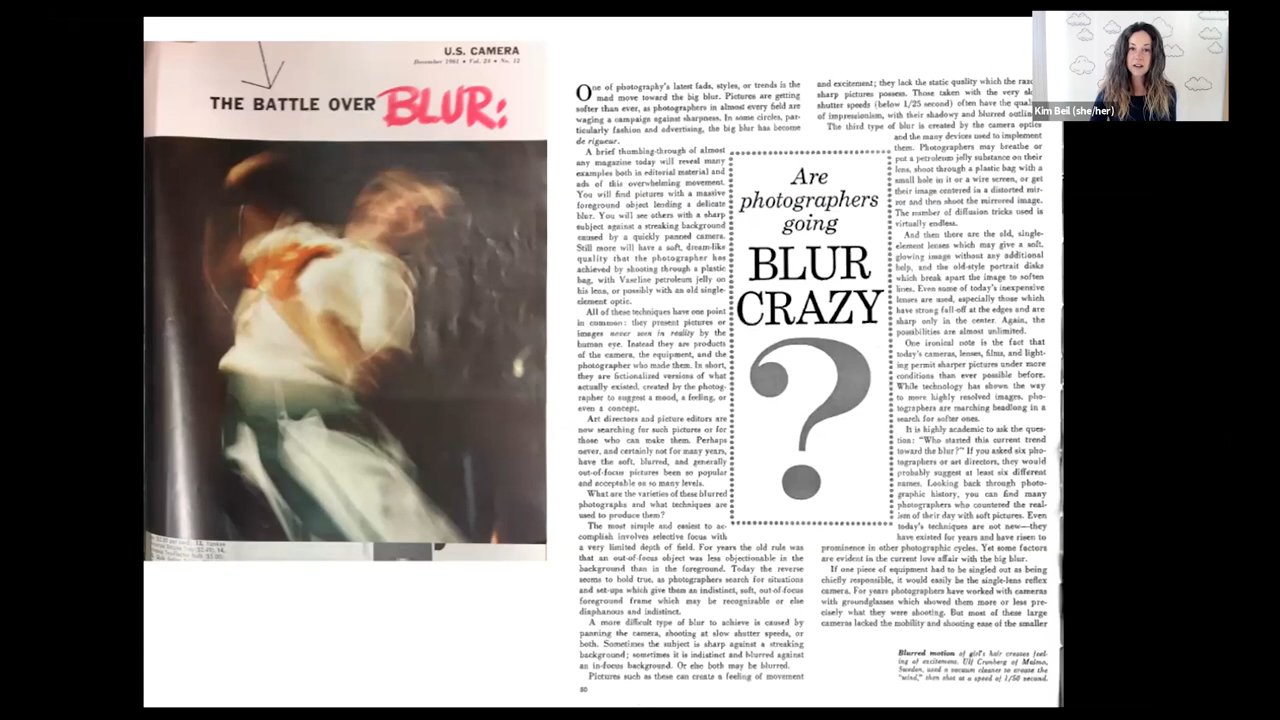 U.S. CAMERA
December 1961 • Vol. 24 • No. 12
THE BATTLE OVER BLUR:
One of photography's latest fads, styles, or trends is the
mad move toward the big blur. Pictures are getting
softer than ever, as photographers in almost every field are
waging a campaign against sharpness. In some circles, par-
ticularly fashion and advertising, the big blur has become
de rigueur.
A brief thumbing-through of almost
any magazine today will reveal many
examples both in editorial material and
ads of this overwhelming movement.
You will find pictures with a massive
foreground object lending a delicate
blur. You will see others with a sharp
subject against a streaking background
caused by a quickly panned camera.
Still more will have a soft, dream-like
quality that the photographer has
achieved by shooting through a plastic
bag, with Vaseline petroleum jelly on
his lens, or possibly with an old single-
element optic.
All of these techniques have one point
in common: they present pictures or
images never seen in reality by the
human eye. Instead they are products
of the camera, the equipment, and the
photographer who made them. In short,
they are fictionalized versions of what
actually existed, created by the photog-
rapher to suggest a mood, a feeling, or
even a concept.
Art directors and picture editors are
now searching for such pictures or for
those who can make them. Perhaps
never, and certainly not for many years,
have the soft, blurred, and generally
out-of-focus pictures been so popular
and acceptable on so many levels.
What are the varieties of these blurred
photographs and what techniques are
used to produce them?
The most simple and easiest to ac-
complish involves selective focus with
a very limited depth of field. For years the old rule was
that an out-of-focus object was less objectionable in the
background than in the foreground. Today the reverse
seems to hold true, as photographers search for situations
and set-ups which give them an indistinct, soft, out-of-focus
foreground frame which may be recognizable or else
diaphanous and indistinct.
A more difficult type of blur to achieve is caused by
panning the camera, shooting at slow shutter speeds, or
both. Sometimes the subject is sharp against a streaking
background; sometimes it is indistinct and blurred against
an in-focus background. Or else both may be blurred.
Pictures such as these can create a feeling of movement
50
Are
photographers
going
BLUR
CRAZY
?
and excitement; they lack the static quality which the
sharp pictures possess. Those taken with the very
shutter speeds (below 1/25 second) often have the
of impressionism, with their shadowy and blurred
The third type of blur is created by the camera optics
and the many devices used to implement
them. Photographers may breathe or
put a petroleum jelly substance on their
lens, shoot through a plastic bag with a
small hole in it or a wire screen, or get
their image centered in a distorted mir-
ror and then shoot the mirrored image.
The number of diffusion tricks used is
virtually endless.
And then there are the old, single-
element lenses which may give a soft,
glowing image without any additional
help, and the old-style portrait disks
which break apart the image to soften
lines. Even some of today's inexpensive
lenses are used, especially those which
have strong fall-off at the edges and are
sharp only in the center. Again, the
possibilities are almost unlimited.
One ironical note is the fact that
today's cameras, lenses, films, and light-
ing permit sharper pictures under more
conditions than ever possible before.
While technology has shown the way
to more highly resolved images, pho-
tographers are marching headlong in a
search for softer ones.
It is highly academic to ask the ques-
tion: "Who started this current trend
toward the blur?" If you asked six pho-
tographers or art directors, they would
probably suggest at least six different
names. Looking back through photo-
graphic history, you can find many
photographers who countered the real-
ism of their day with soft pictures. Even
today's techniques are not new—they
have existed for years and have risen to
prominence in other photographic cycles. Yet some factors
are evident in the current love affair with the big blur.
If one piece of equipment had to be singled out as being
chiefly responsible, it would easily be the single-lens reflex
camera. For years photographers have worked with cameras
with groundglasses which showed them more or less pre-
cisely what they were shooting. But most of these large
cameras lacked the mobility and shooting ease of the smaller
Blurred motion of girl's hair creates feel-
ing of excitement. Ulf Cronberg of Malmo,
Sweden, used a vacuum cleaner to create the
"wind," then shot at a speed of 1/50 second.
Kim Beil (she/her)